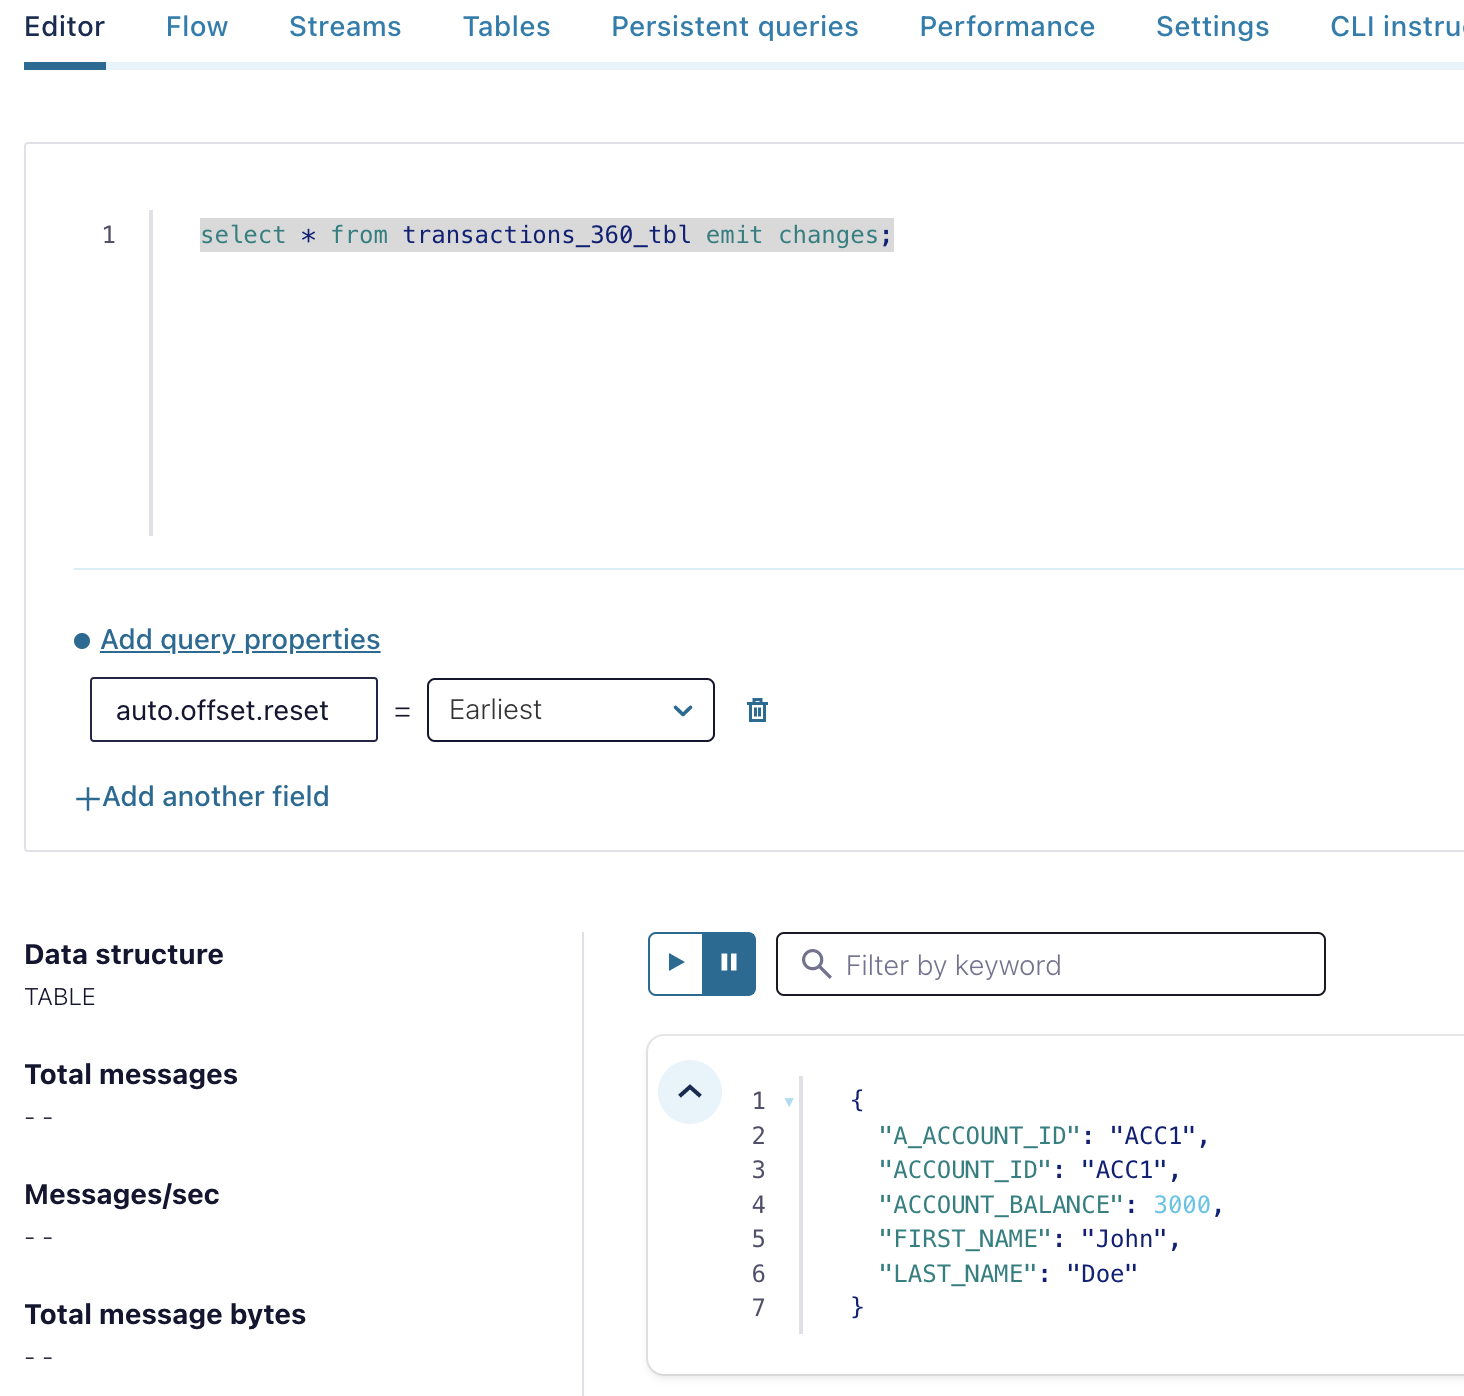 Editor Flow Streams Tables Persistent queries Performance Settings CLI instru
1 select * from transactions_360_tbl emit changes;
Add query properties
auto.offset.reset = Earliest
+Add another field
Data structure
TABLE
Total messages
--
Messages/sec
--
Total message bytes
--
Filter by keyword
1 {
2 "A_ACCOUNT_ID": "ACC1",
3 "ACCOUNT_ID": "ACC1",
4 "ACCOUNT_BALANCE": 3000,
5 "FIRST_NAME": "John",
6 "LAST_NAME": "Doe"
7 }